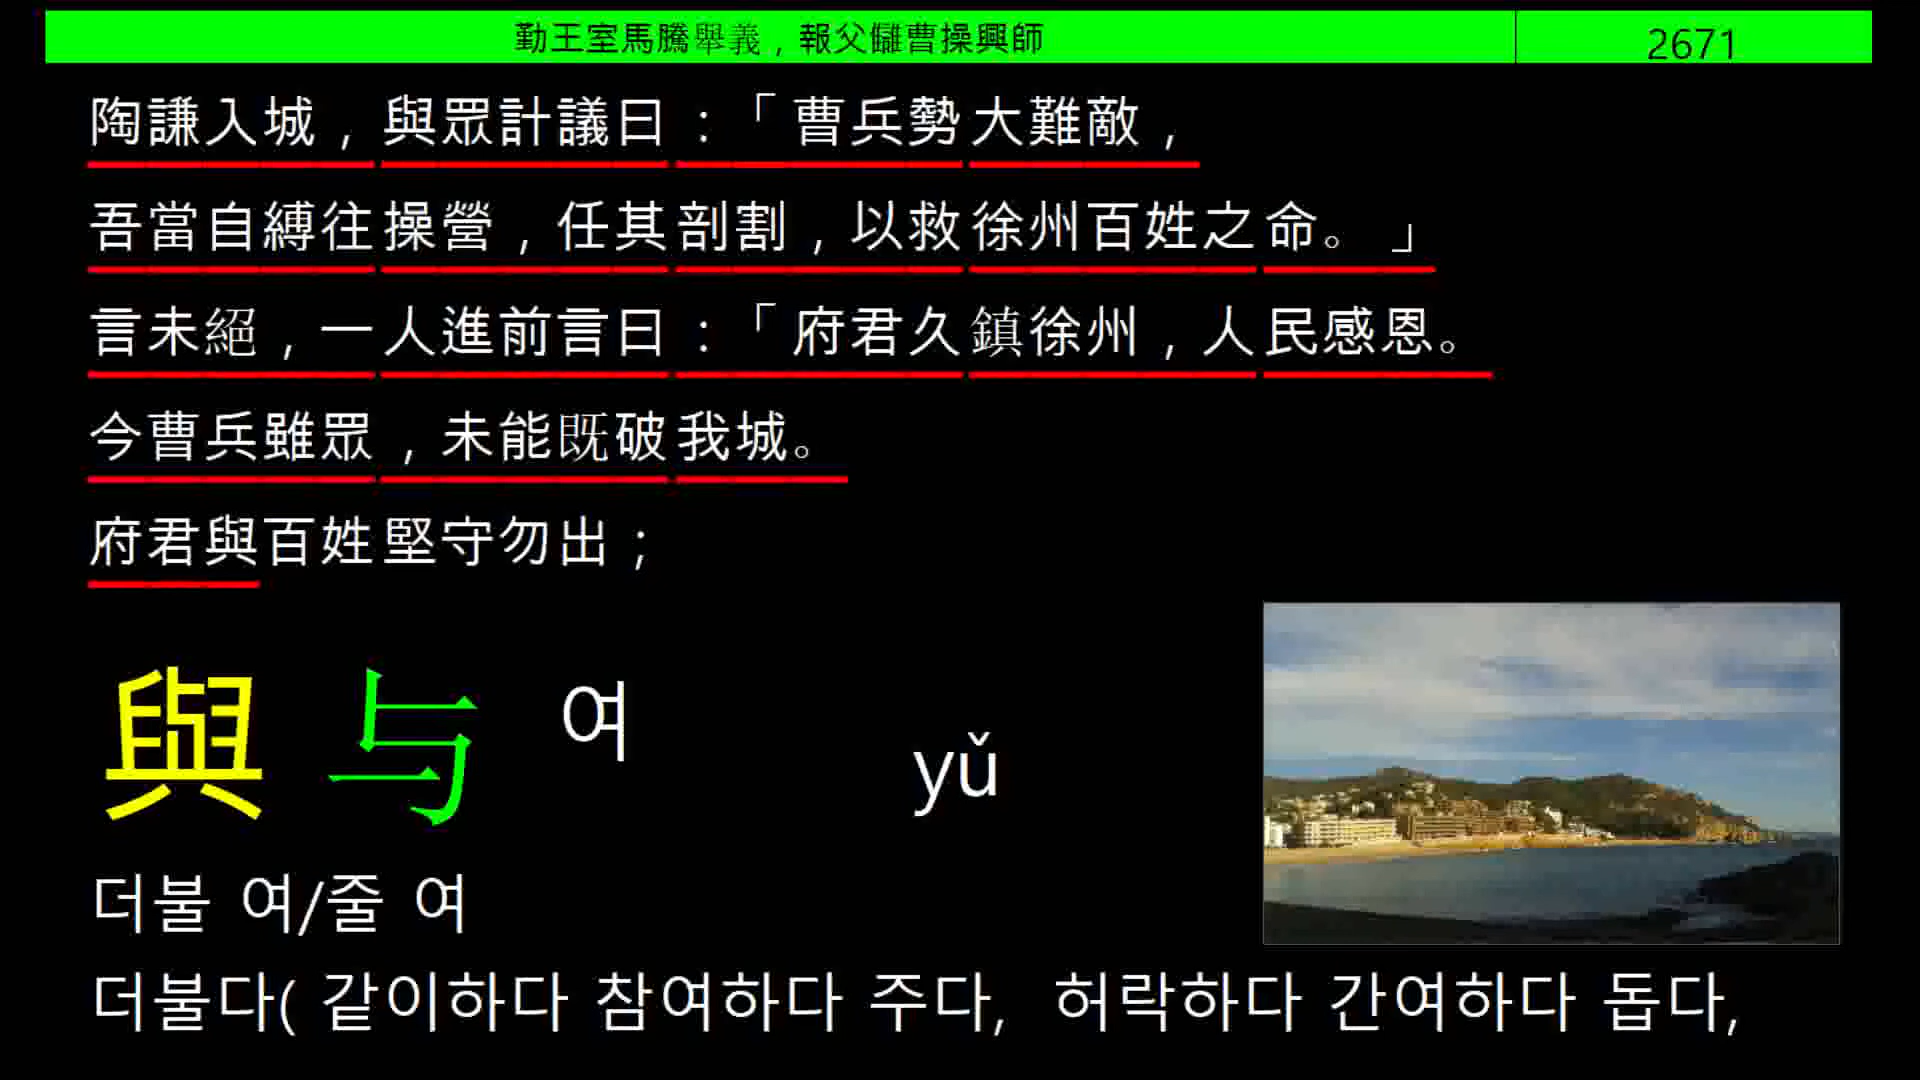 勤王室馬騰舉義，報父讎曹操興師
2671
陶謙入城，與眾計議曰：「曹兵勢大難敵，
吾當自縛往操營，任其剖割，以救徐州百姓之命。」
言未絕，一人進前言曰：「府君久鎮徐州，人民感恩。
今曹兵雖眾，未能既破我城。
府君與百姓堅守勿出；
與 与 여 yǔ
더불 여/줄 여
더불다( 같이하다 참여하다 주다, 허락하다 간여하다 돕다,